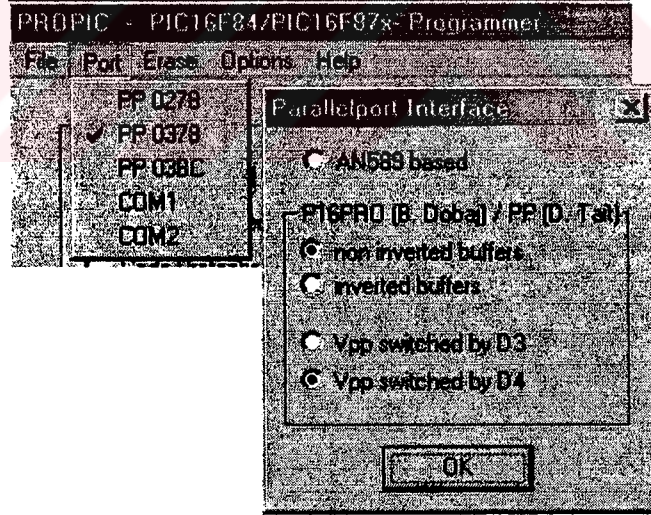 PROPIC - PIC16F84/PIC16F87x-Programmer
File Port Erase Options Help
PP 0278
PP 0378
PP 03BC
COM1
COM2
Parallelport Interface
AN589 based
P16PRO (B. Dobaj) / PP (D. Tait)
non inverted buffers
inverted buffers
Vpp switched by D3
Vpp switched by D4
OK